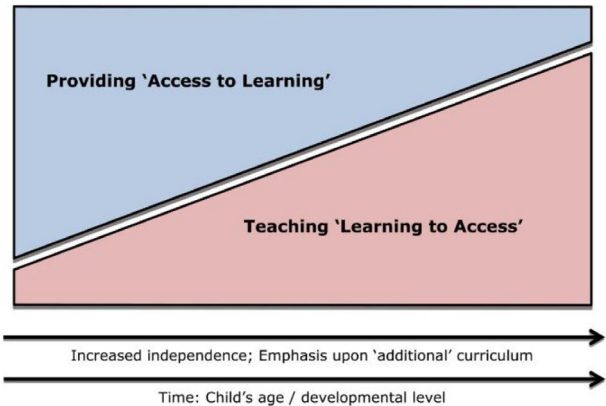 Providing ‘Access to Learning’
Teaching ‘Learning to Access’
Increased independence; Emphasis upon ‘additional’ curriculum
Time: Child’s age / developmental level